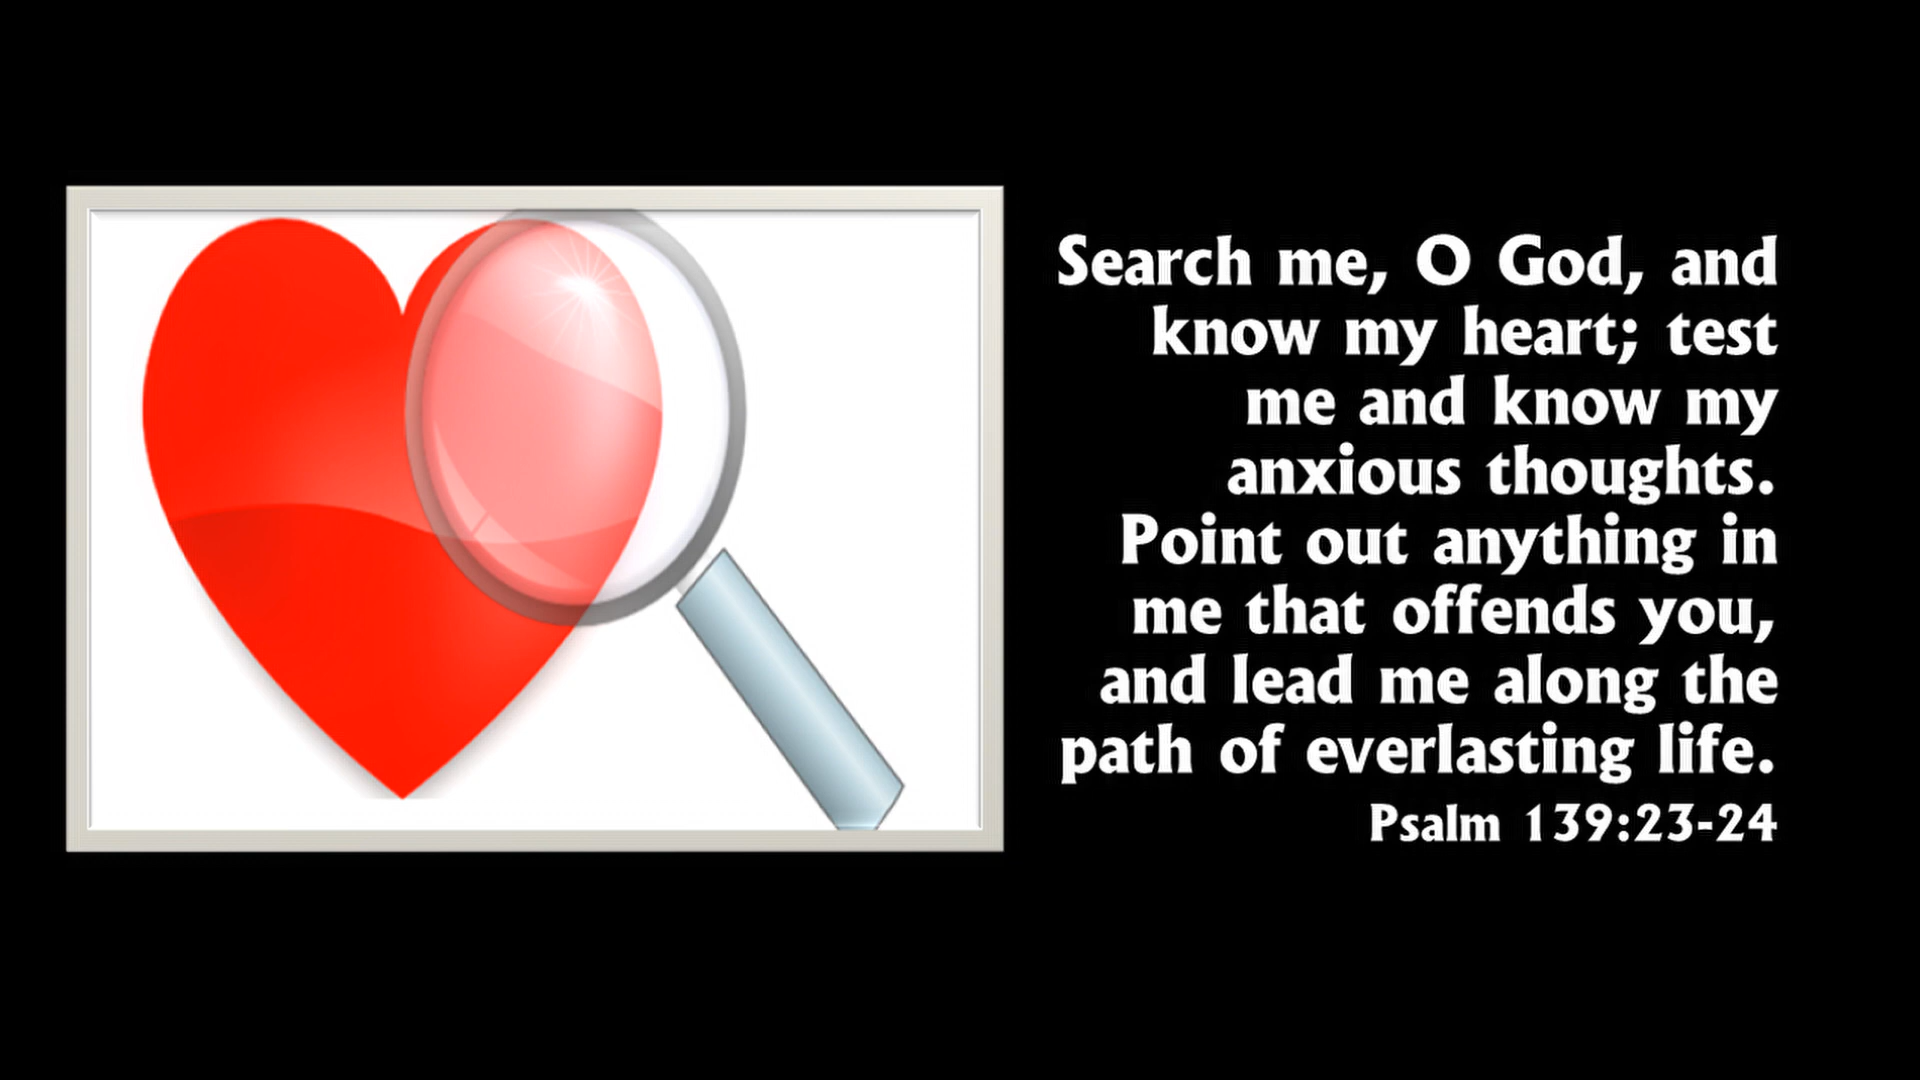 Search me, O God, and
know my heart; test
me and know my
anxious thoughts.
Point out anything in
me that offends you,
and lead me along the
path of everlasting life.
Psalm 139:23-24